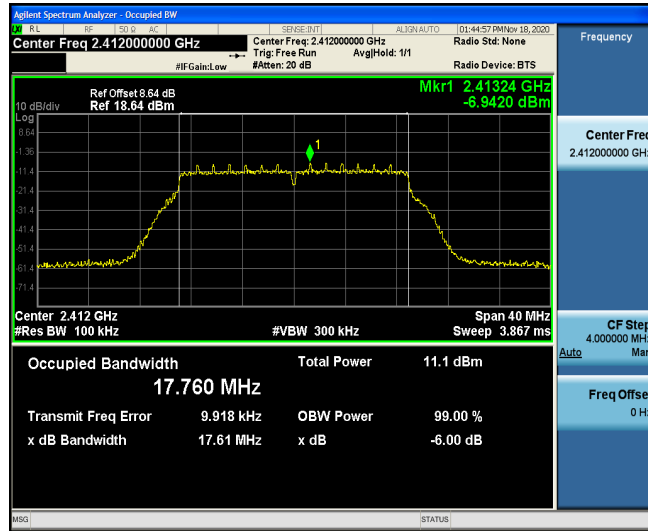 Agilent Spectrum Analyzer - Occupied BW
LXI RL RF 50 Ω AC SENSE:INT ALIGN AUTO 01:44:57 PM Nov 18, 2020
Center Freq 2.412000000 GHz
Center Freq: 2.412000000 GHz
Radio Std: None
Trig: Free Run Avg|Hold: 1/1
#IFGain:Low
#Atten: 20 dB
Radio Device: BTS
Ref Offset 8.64 dB
Mkr1 2.41324 GHz
10 dB/div Ref 18.64 dBm
-6.9420 dBm
Log
8.64
-1.36
-11.4
-21.4
-31.4
-41.4
-51.4
-61.4
-71.4
1
Center 2.412 GHz
Span 40 MHz
#Res BW 100 kHz
#VBW 300 kHz
Sweep 3.867 ms
Occupied Bandwidth
Total Power 11.1 dBm
17.760 MHz
Transmit Freq Error 9.918 kHz OBW Power 99.00 %
x dB Bandwidth 17.61 MHz x dB -6.00 dB
MSG
STATUS
Frequency
Center Freq
2.412000000 GHz
CF Step
4.000000 MHz
Auto Man
Freq Offset
0 Hz